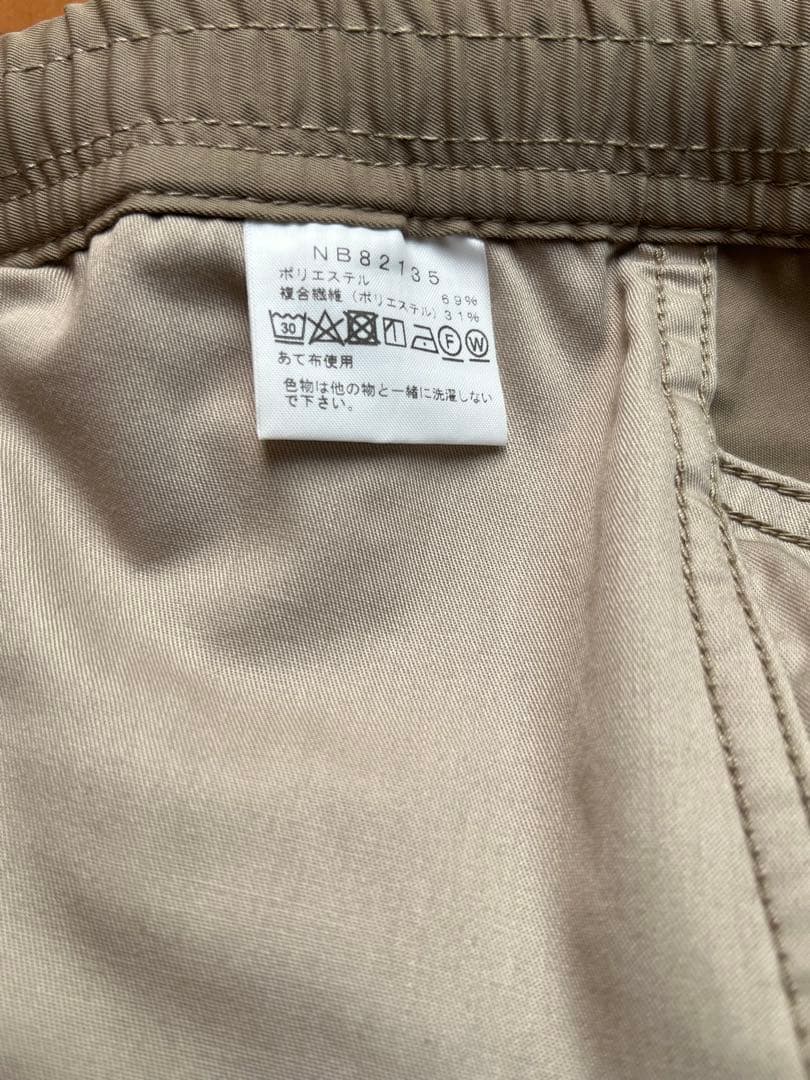 NB82135
ポリエステル 69%
複合繊維(ポリエステル)31%
30 F W
あて布使用
色物は他の物と一緒に洗濯しない
で下さい。